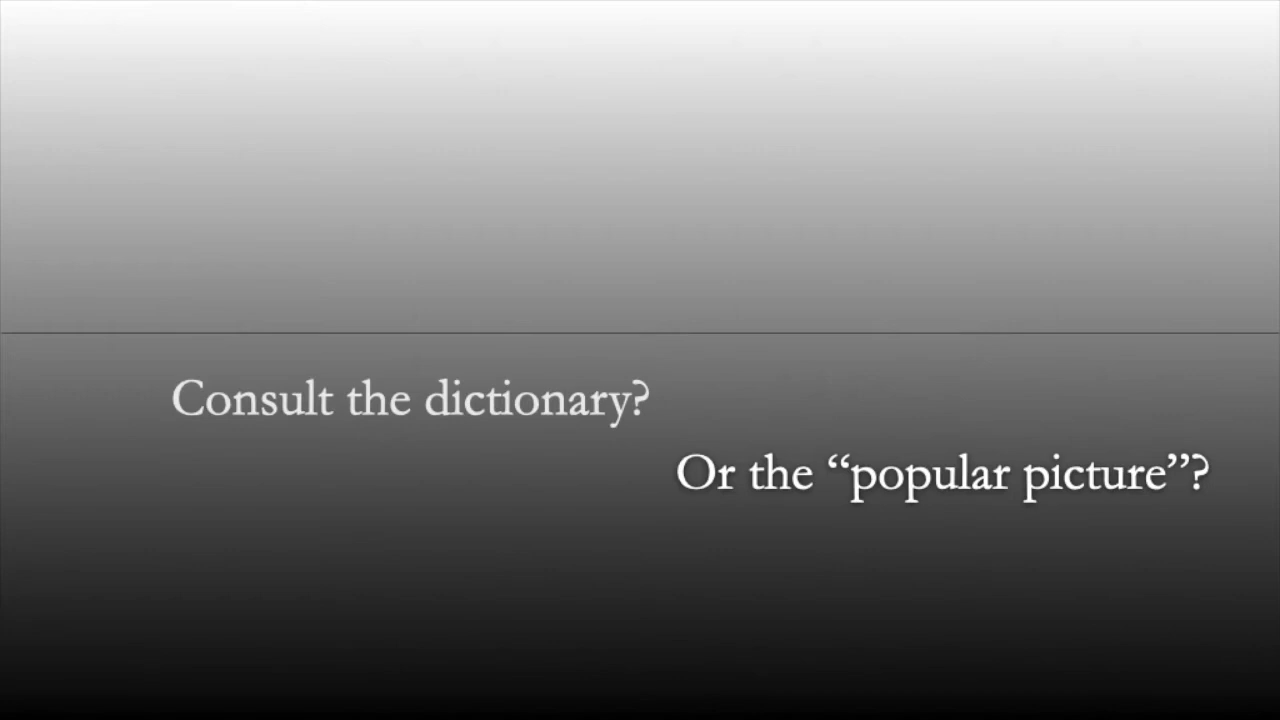 Consult the dictionary?
Or the “popular picture”?